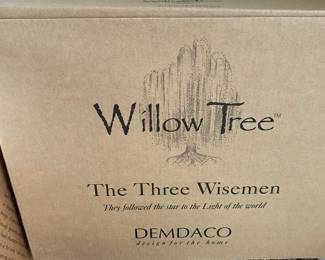 Willow Tree™
The Three Wisemen
They followed the star to the Light of the world
DEMDACO
design for the home